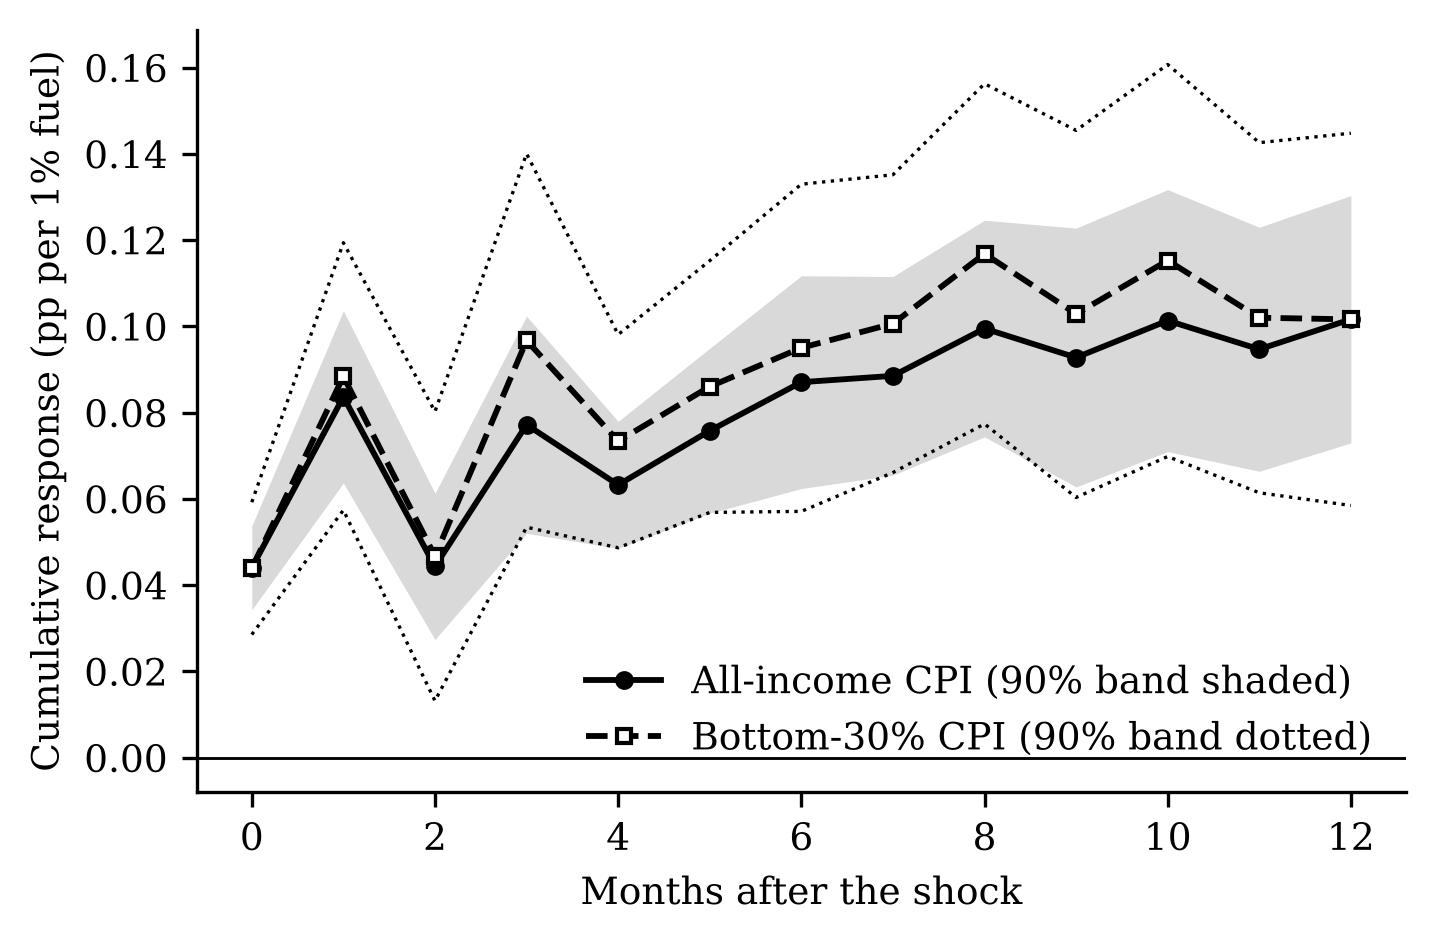 Cumulative response (pp per 1% fuel)
0.16
0.14
0.12
0.10
0.08
0.06
0.04
0.02
0.00
All-income CPI (90% band shaded)
Bottom-30% CPI (90% band dotted)
0 2 4 6 8 10 12
Months after the shock